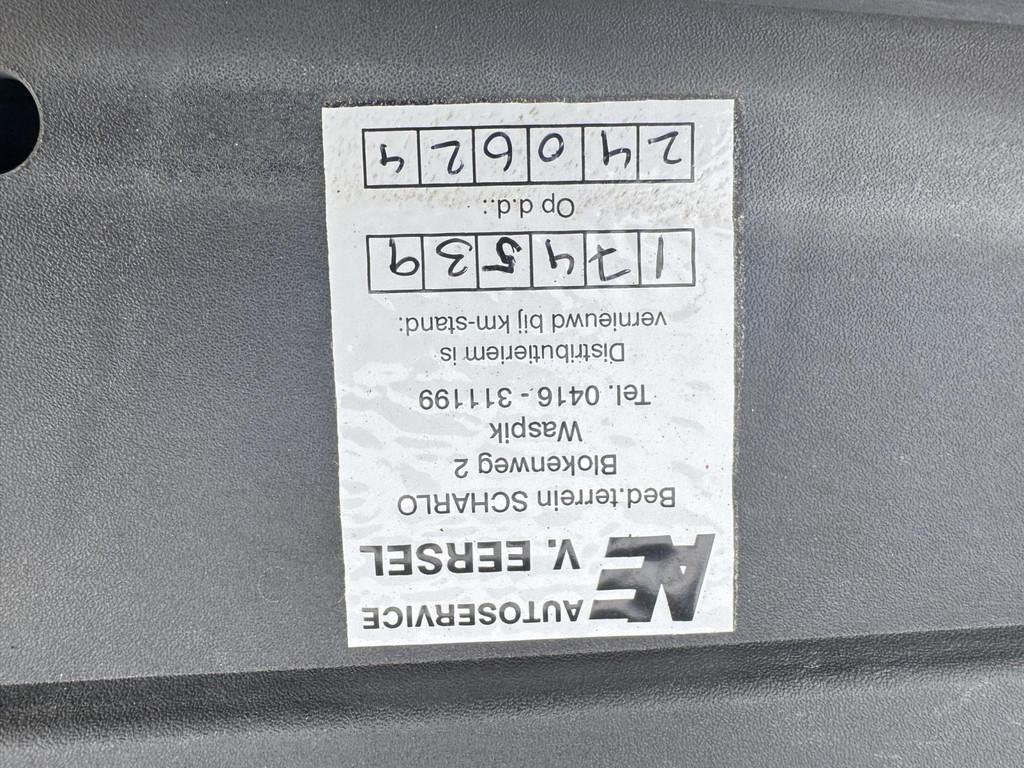 AUTOSERVICE
V. EERSEL
Bed.terrein SCHARLO
Blokenweg 2
Waspik
Tel. 0416 - 311199
Distributieriem is
vernieuwd bij km-stand:
174539
Op d.d.:
240624